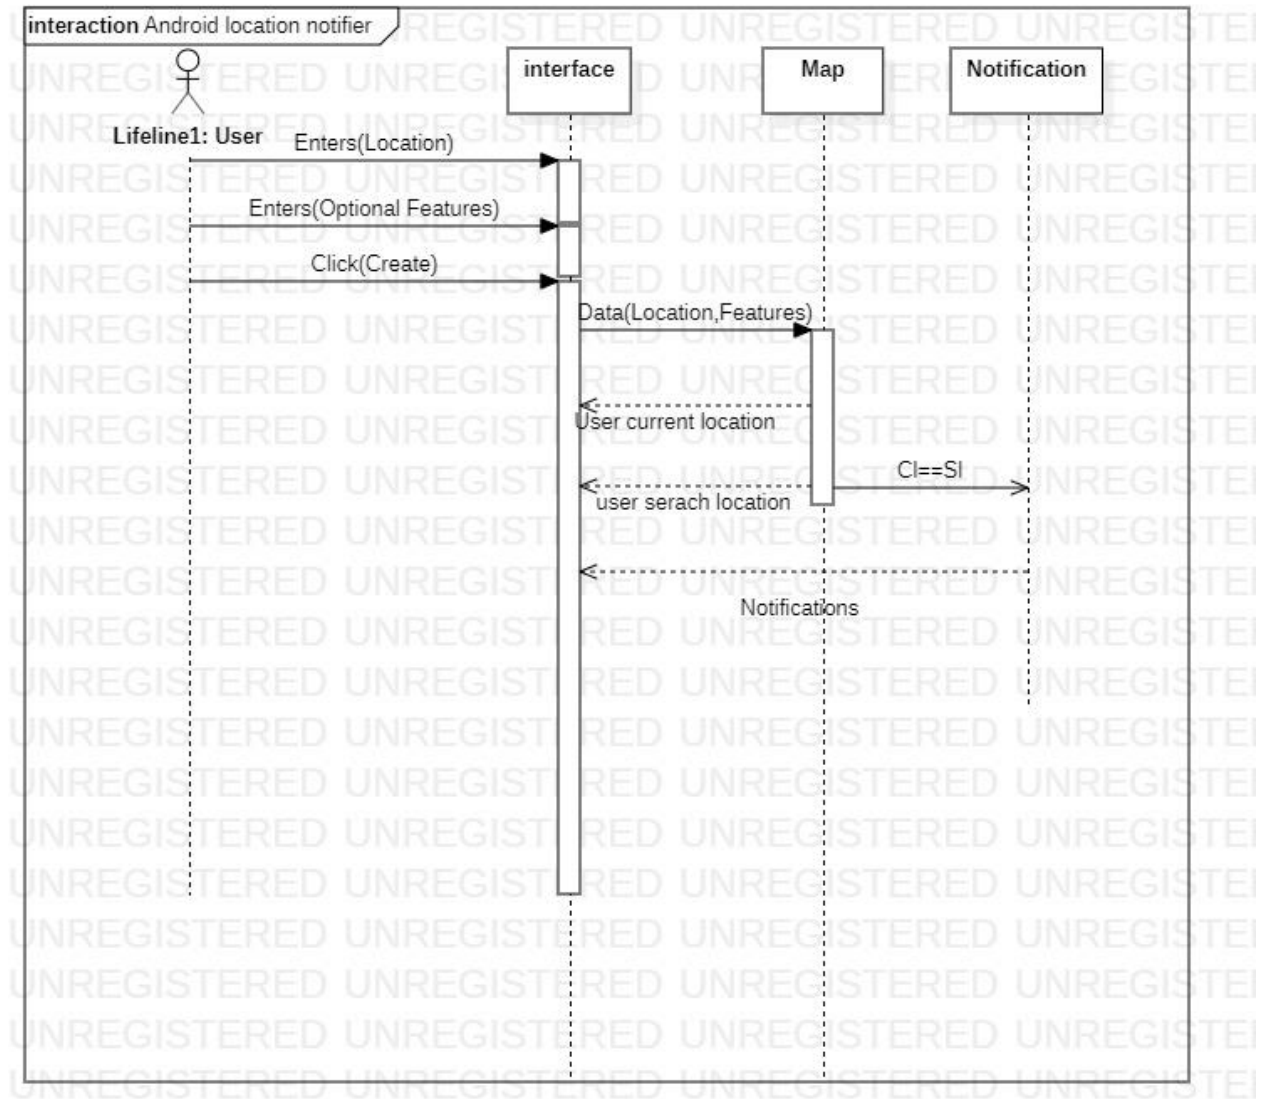 interaction Android location notifier
interface
Map
Notification
Lifeline1: User
Enters(Location)
Enters(Optional Features)
Click(Create)
Data(Location,Features)
User current location
Cl==Sl
user serach location
Notifications
UNREGISTERED UNREGISTERED UNREGISTERED UNREGISTE